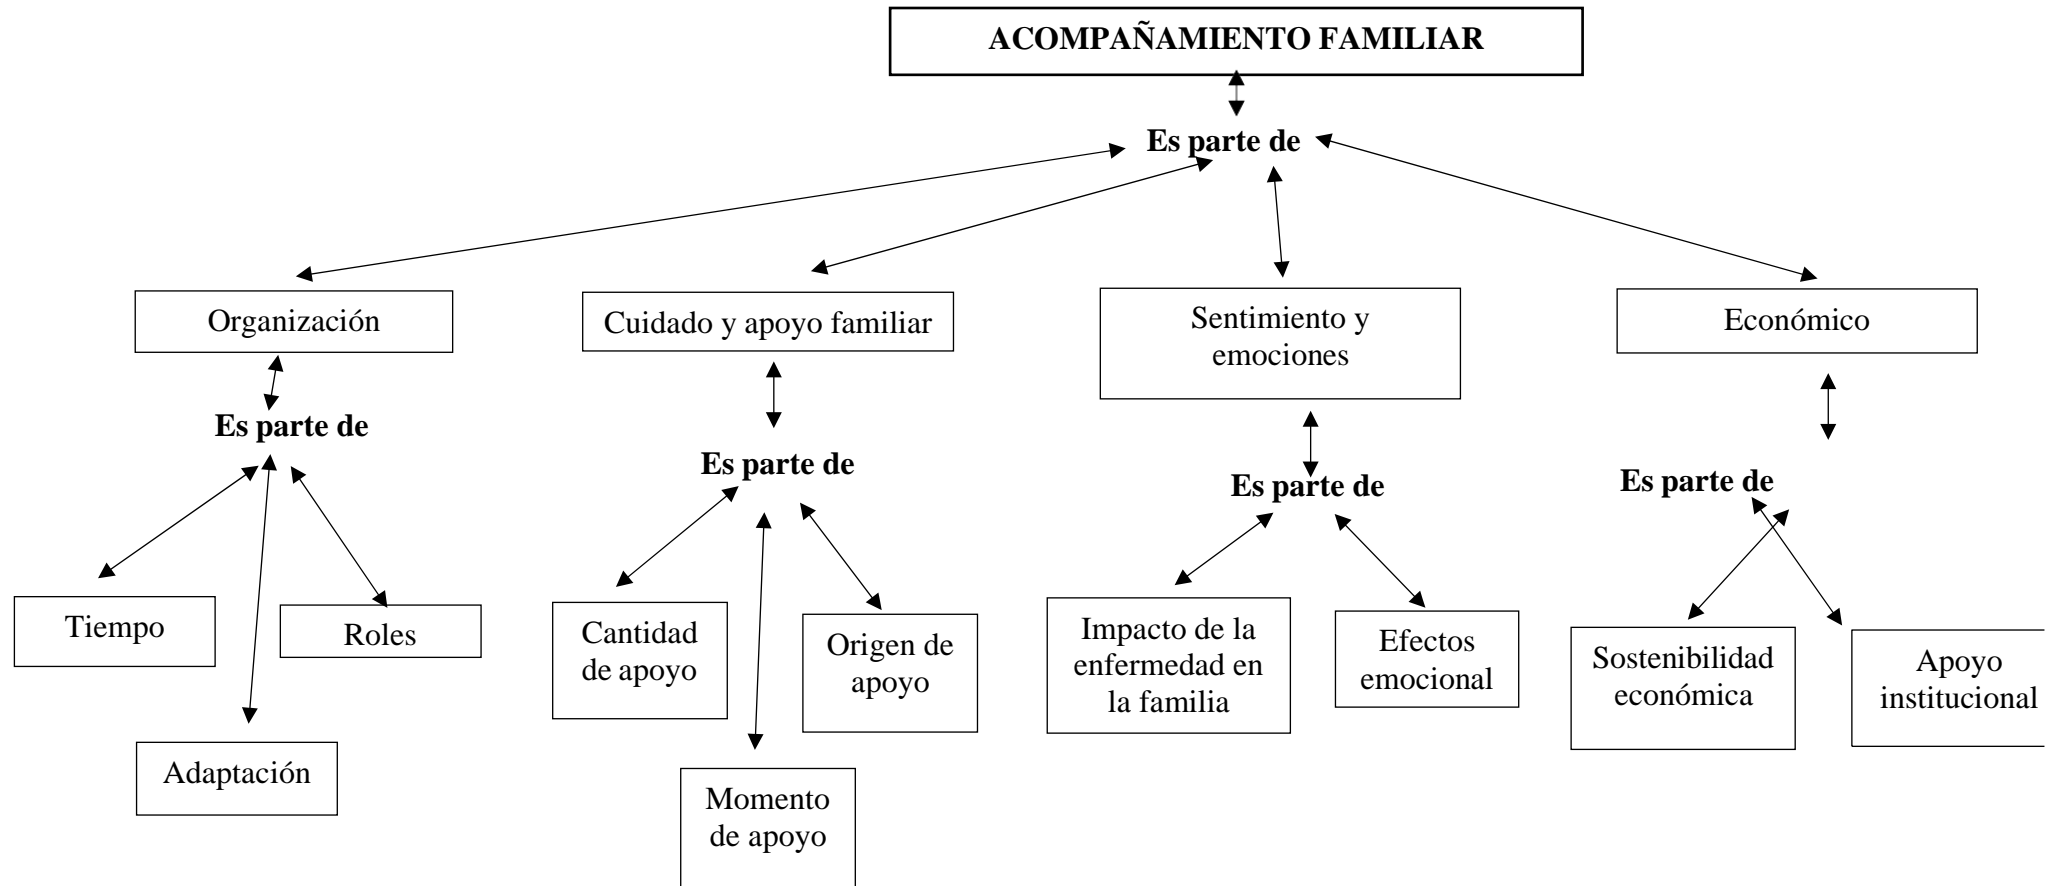 ACOMPAÑAMIENTO FAMILIAR
Es parte de
Organización
Cuidado y apoyo familiar
Sentimiento y
emociones
Económico
Es parte de
Es parte de
Es parte de
Es parte de
Tiempo
Roles
Adaptación
Cantidad
de apoyo
Origen de
apoyo
Momento
de apoyo
Impacto de la
enfermedad en
la familia
Efectos
emocional
Sostenibilidad
económica
Apoyo
institucional